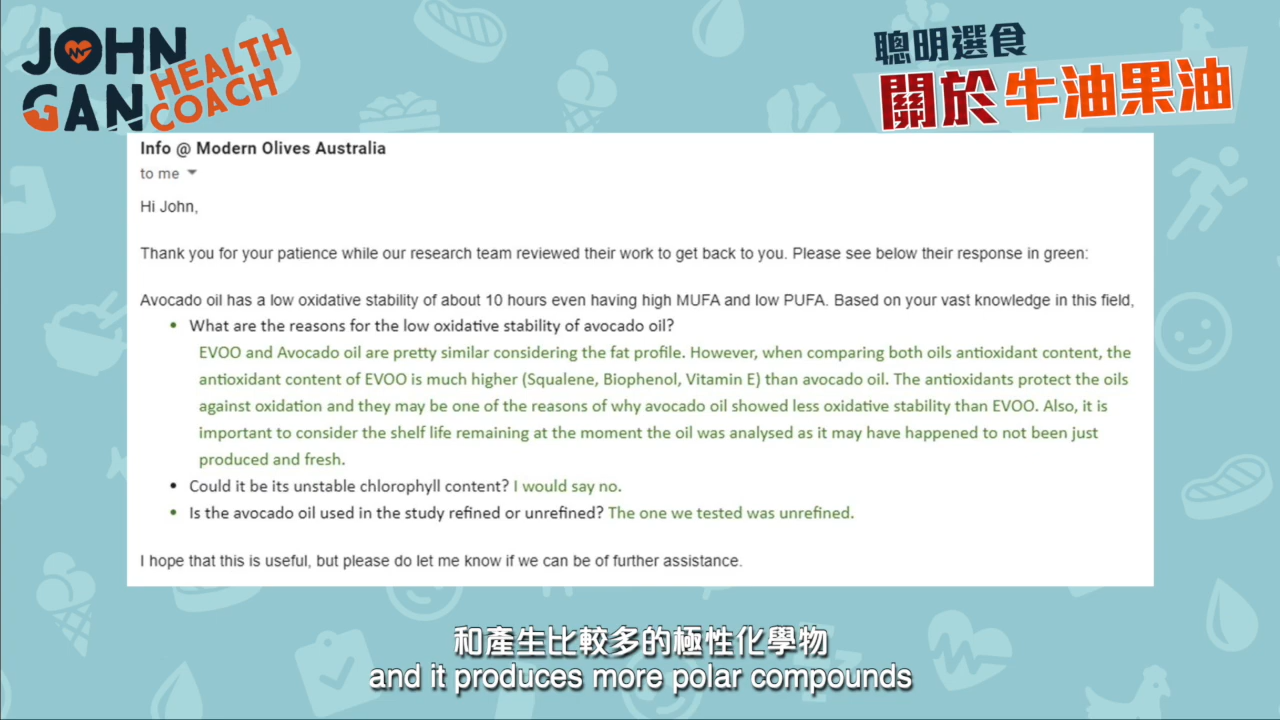 JOHN
GAN
HEALTH
COACH
聰明選食
關於牛油果油
Info @ Modern Olives Australia
to me
Hi John,
Thank you for your patience while our research team reviewed their work to get back to you. Please see below their response in green:
Avocado oil has a low oxidative stability of about 10 hours even having high MUFA and low PUFA. Based on your vast knowledge in this field,
• What are the reasons for the low oxidative stability of avocado oil?
EVOO and Avocado oil are pretty similar considering the fat profile. However, when comparing both oils antioxidant content, the
antioxidant content of EVOO is much higher (Squalene, Biophenol, Vitamin E) than avocado oil. The antioxidants protect the oils
against oxidation and they may be one of the reasons of why avocado oil showed less oxidative stability than EVOO. Also, it is
important to consider the shelf life remaining at the moment the oil was analysed as it may have happened to not been just
produced and fresh.
• Could it be its unstable chlorophyll content? I would say no.
• Is the avocado oil used in the study refined or unrefined? The one we tested was unrefined.
I hope that this is useful, but please do let me know if we can be of further assistance.
和產生比較多的極性化學物
and it produces more polar compounds